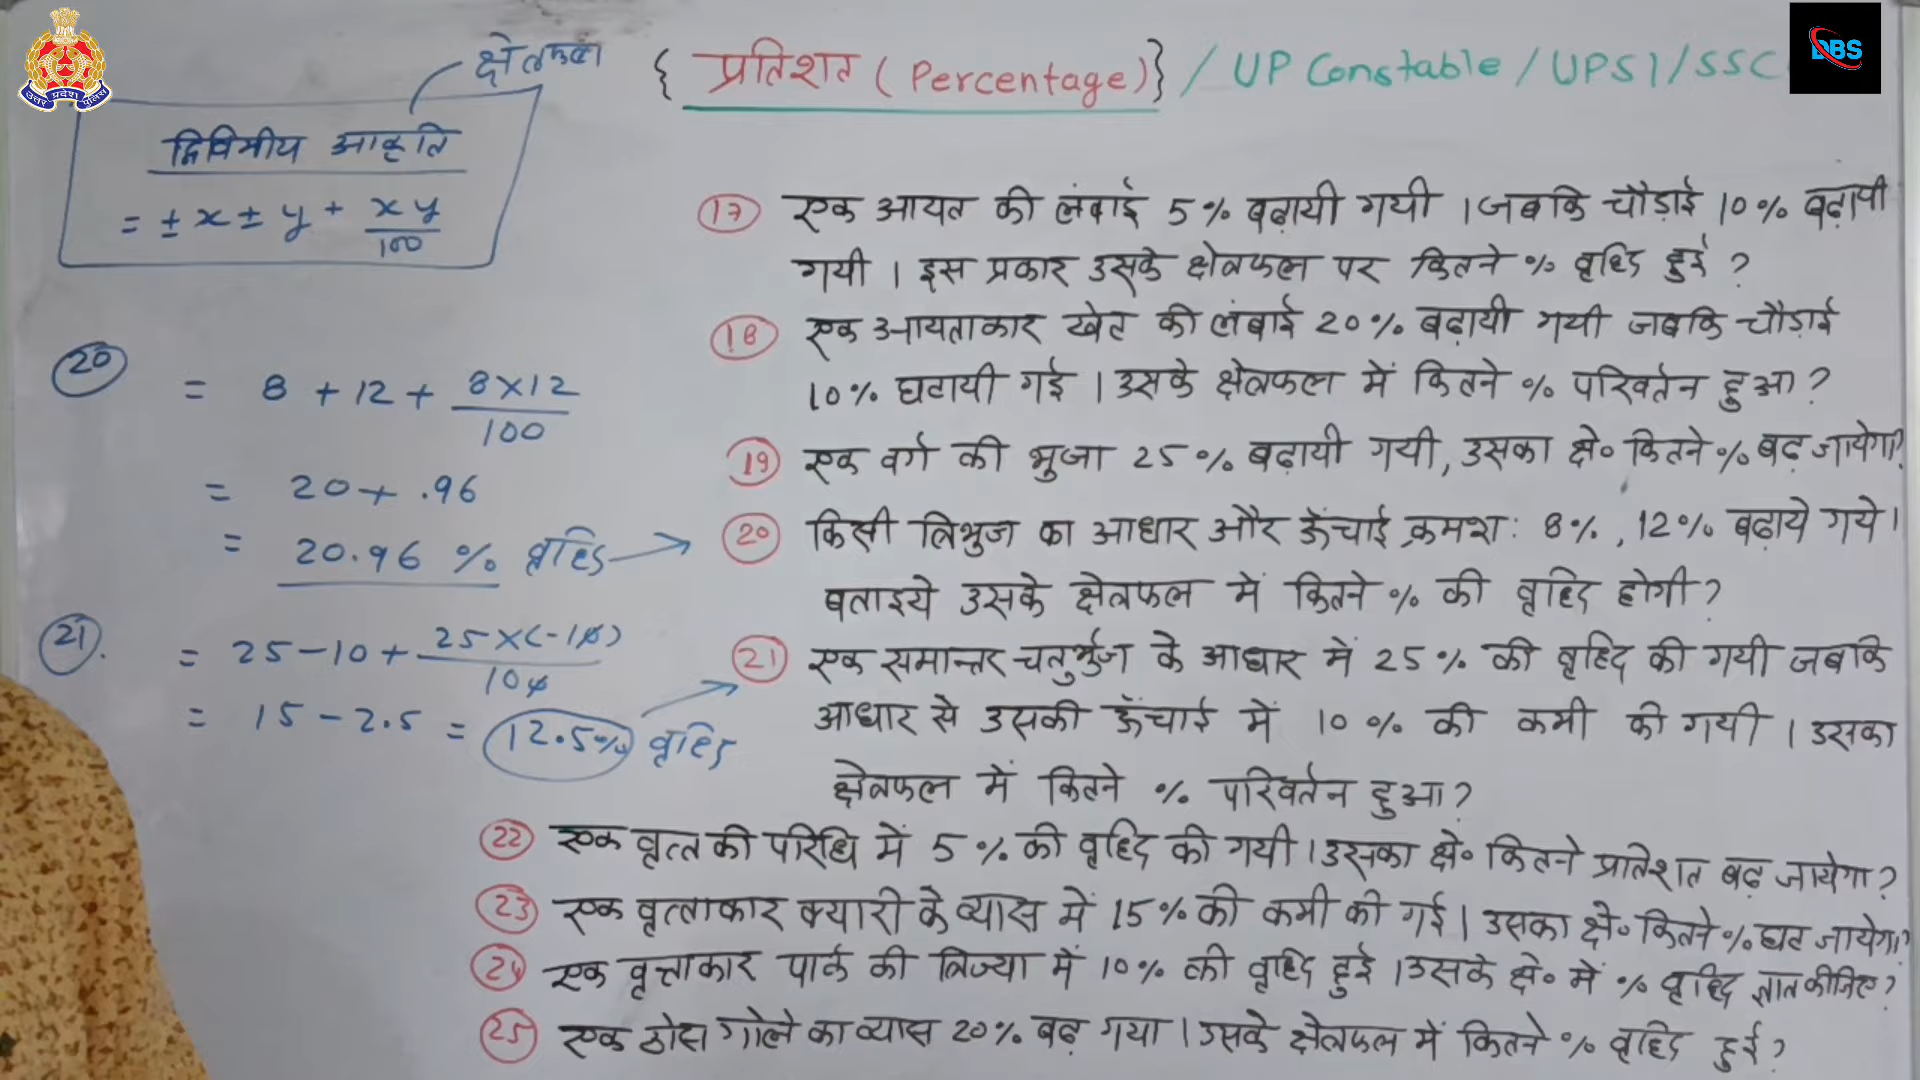 उत्तर प्रदेश पुलिस
DBS
{ प्रतिशत ( Percentage ) } / UP Constable / UPSI / SSC
क्षेत्रफल
द्विविमीय आकृति
= ± x ± y + xy/100
(20) = 8 + 12 + 8×12/100
= 20 + .96
= 20.96 % वृद्धि
(21). = 25 - 10 + 25×(-10)/100
= 15 - 2.5 = 12.5% वृद्धि
(17) एक आयत की लंबाई 5% बढ़ायी गयी । जबकि चौड़ाई 10% बढ़ायी
गयी । इस प्रकार उसके क्षेत्रफल पर कितने % वृद्धि हुई ?
(18) एक आयताकार खेत की लंबाई 20% बढ़ायी गयी जबकि चौड़ाई
10% घटायी गई । उसके क्षेत्रफल में कितने % परिवर्तन हुआ ?
(19) एक वर्ग की भुजा 25% बढ़ायी गयी, उसका क्षे० कितने % बढ़ जायेगा?
(20) किसी त्रिभुज का आधार और ऊँचाई क्रमश: 8%, 12% बढ़ाये गये।
बताइये उसके क्षेत्रफल में कितने % की वृद्धि होगी ?
(21) एक समान्तर चतुर्भुज के आधार में 25% की वृद्धि की गयी जबकि
आधार से उसकी ऊँचाई में 10% की कमी की गयी । उसका
क्षेत्रफल में कितने % परिवर्तन हुआ ?
(22) एक वृत्त की परिधि में 5% की वृद्धि की गयी । उसका क्षे० कितने प्रतिशत बढ़ जायेगा ?
(23) एक वृत्ताकार क्यारी के व्यास में 15% की कमी की गई । उसका क्षे० कितने % घट जायेगा?
(24) एक वृत्ताकार पार्क की त्रिज्या में 10% की वृद्धि हुई । उसके क्षे० में % वृद्धि ज्ञात कीजिए ?
(25) एक ठोस गोले का व्यास 20% बढ़ गया । उसके क्षेत्रफल में कितने % वृद्धि हुई ?